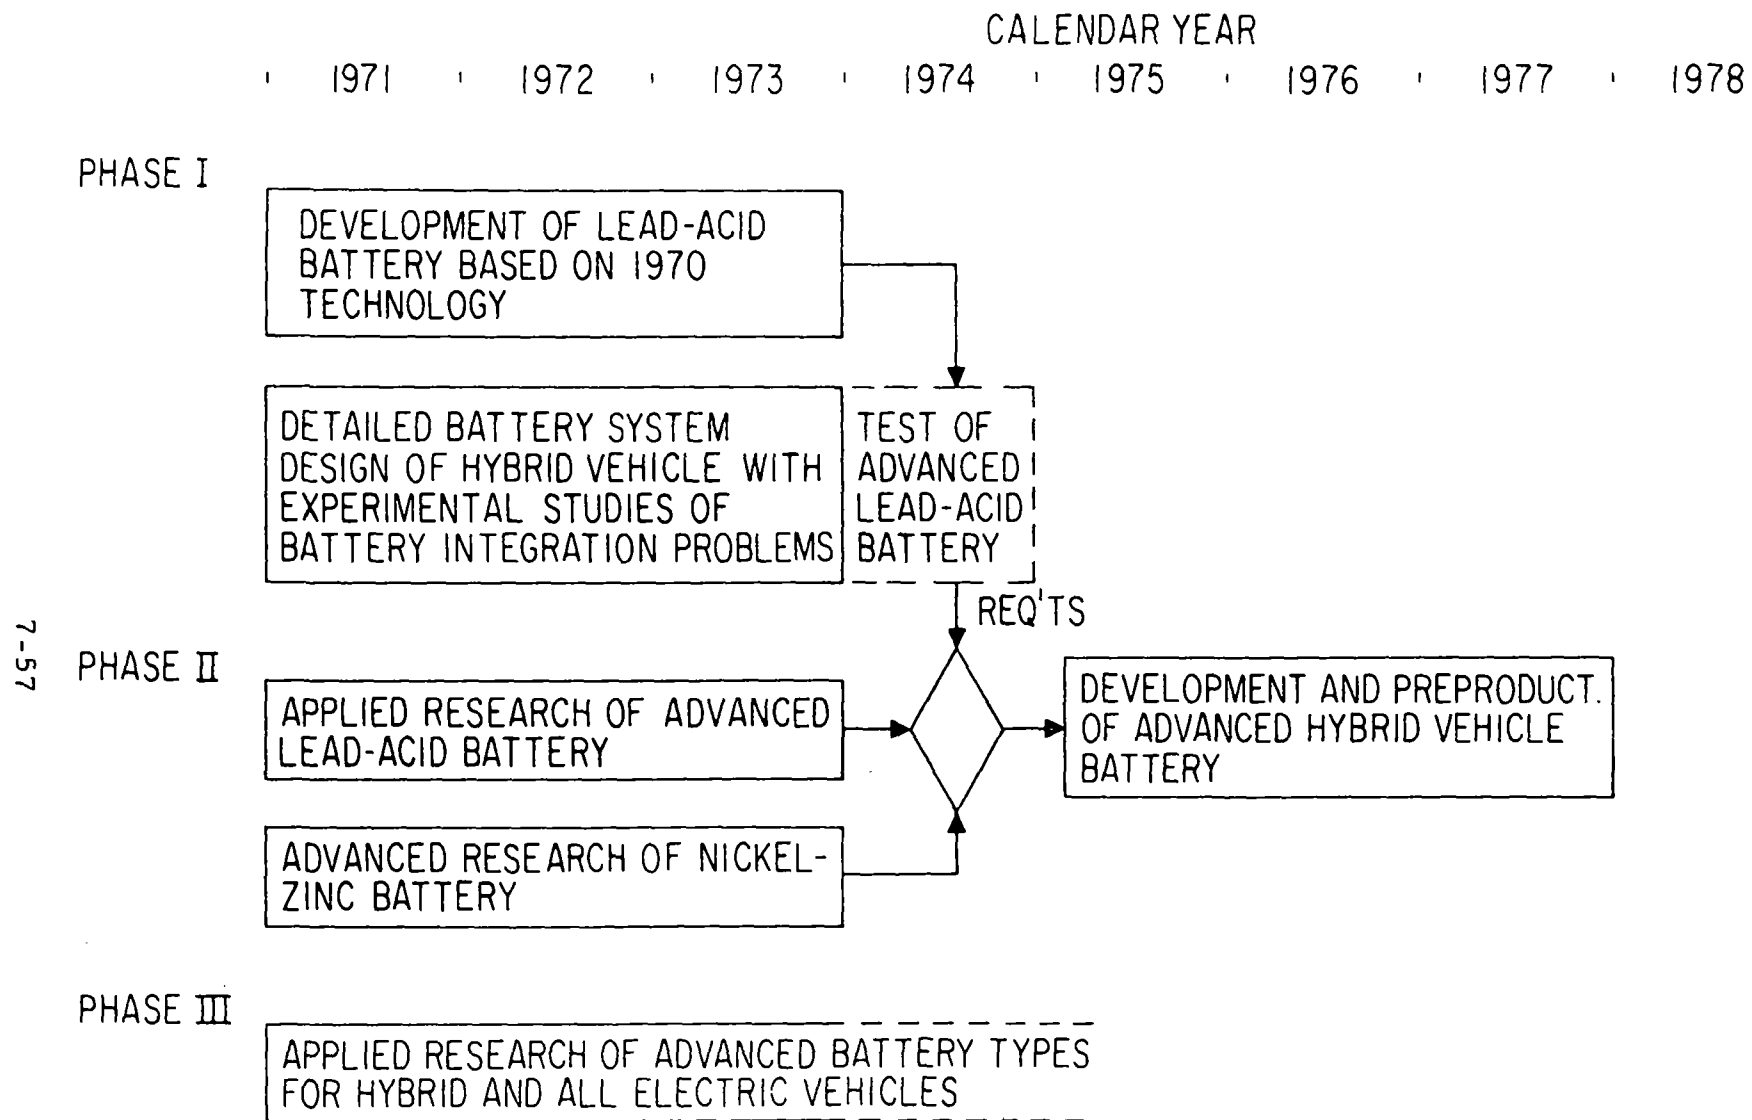 CALENDAR YEAR
1971 1972 1973 1974 1975 1976 1977 1978
PHASE I
DEVELOPMENT OF LEAD-ACID
BATTERY BASED ON 1970
TECHNOLOGY
DETAILED BATTERY SYSTEM
DESIGN OF HYBRID VEHICLE WITH
EXPERIMENTAL STUDIES OF
BATTERY INTEGRATION PROBLEMS
TEST OF
ADVANCED
LEAD-ACID
BATTERY
REQ'TS
7-57
PHASE II
APPLIED RESEARCH OF ADVANCED
LEAD-ACID BATTERY
DEVELOPMENT AND PREPRODUCT.
OF ADVANCED HYBRID VEHICLE
BATTERY
ADVANCED RESEARCH OF NICKEL-
ZINC BATTERY
PHASE III
APPLIED RESEARCH OF ADVANCED BATTERY TYPES
FOR HYBRID AND ALL ELECTRIC VEHICLES